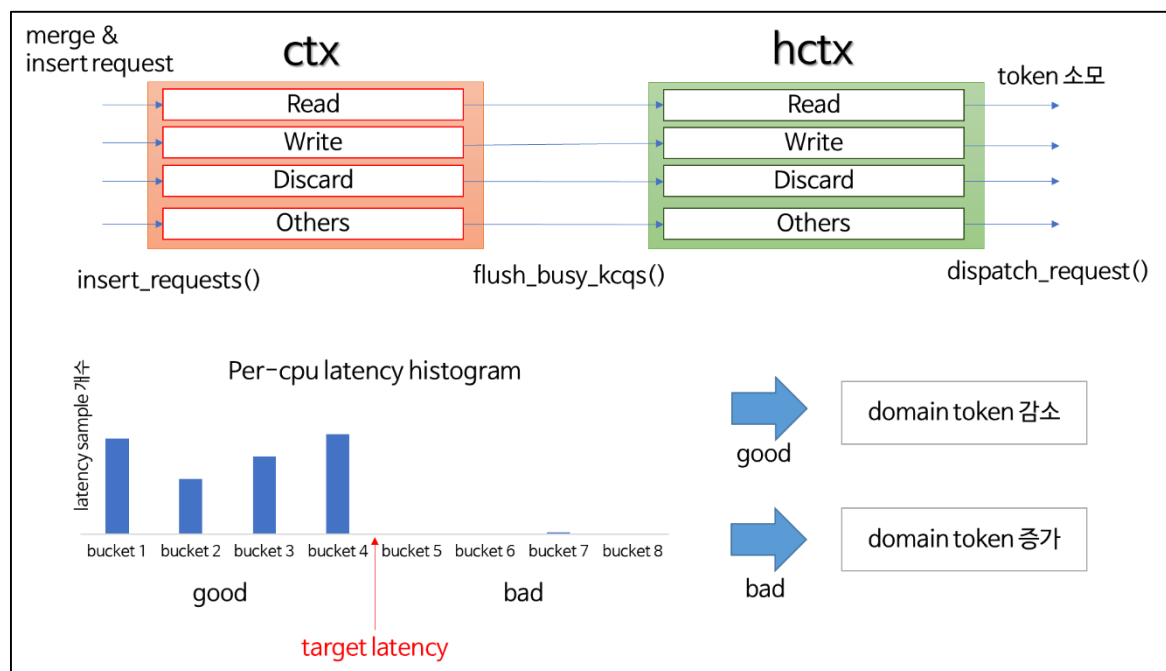 merge &
insert request
ctx
hctx
token 소모
Read
Write
Discard
Others
Read
Write
Discard
Others
insert_requests()
flush_busy_kcqs()
dispatch_request()
Per-cpu latency histogram
latency sample 개수
bucket 1
bucket 2
bucket 3
bucket 4
bucket 5
bucket 6
bucket 7
bucket 8
good
bad
target latency
good
domain token 감소
bad
domain token 증가